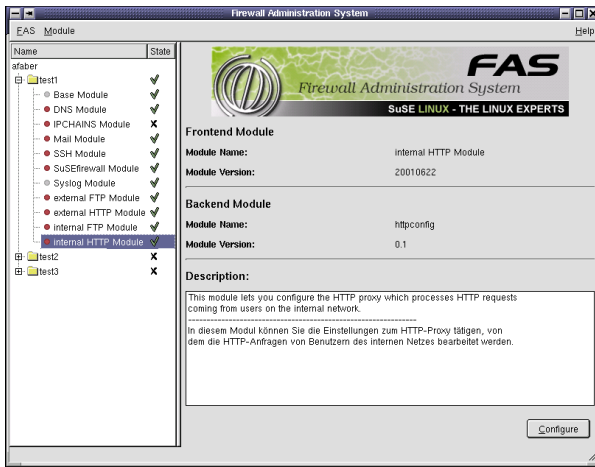 Firewall Administration System
FAS Module Help
Name State
afaber
test1
Base Module
DNS Module
IPCHAINS Module
Mail Module
SSH Module
SuSEfirewall Module
Syslog Module
external FTP Module
external HTTP Module
internal FTP Module
internal HTTP Module
test2
test3
FAS
Firewall Administration System
SuSE LINUX - THE LINUX EXPERTS
Frontend Module
Module Name: internal HTTP Module
Module Version: 20010622
Backend Module
Module Name: httpconfig
Module Version: 0.1
Description:
This module lets you configure the HTTP proxy which processes HTTP requests
coming from users on the internal network.
--------------------------------------------------------------
In diesem Modul können Sie die Einstellungen zum HTTP-Proxy tätigen, von
dem die HTTP-Anfragen von Benutzern des internen Netzes bearbeitet werden.
Configure